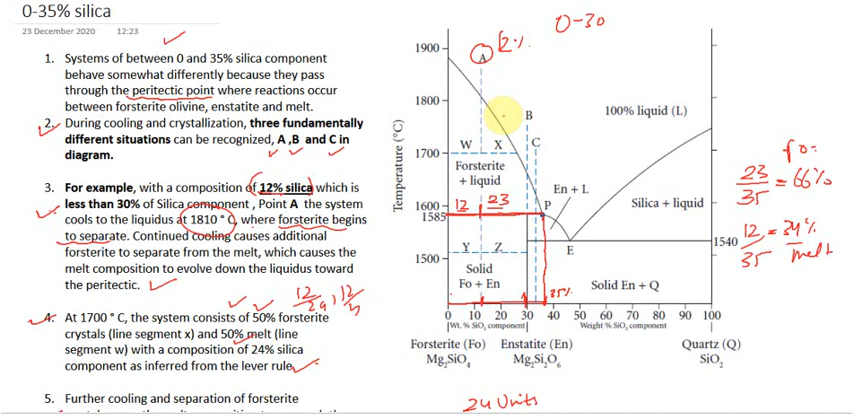 0-35% silica
23 December 2020 12:23
1. Systems of between 0 and 35% silica component
behave somewhat differently because they pass
through the peritectic point where reactions occur
between forsterite olivine, enstatite and melt.
2. During cooling and crystallization, three fundamentally
different situations can be recognized, A ,B and C in
diagram.
3. For example, with a composition of 12% silica which is
less than 30% of Silica component , Point A the system
cools to the liquidus at 1810 ° C, where forsterite begins
to separate. Continued cooling causes additional
forsterite to separate from the melt, which causes the
melt composition to evolve down the liquidus toward
the peritectic.
4. At 1700 ° C, the system consists of 50% forsterite
crystals (line segment x) and 50% melt (line
segment w) with a composition of 24% silica
component as inferred from the lever rule.
5. Further cooling and separation of forsterite
12/24, 12/
0-30
12%
A
1900
1800
1700
1600
1585
1500
Temperature (°C)
B
C
100% liquid (L)
W X
Forsterite
+ liquid
12 23
P
En + L
Silica + liquid
1540
E
Y Z
Solid
Fo + En
35%
Solid En + Q
0 10 20 30 40 50 60 70 80 90 100
Wt. % SiO2 component
Weight % SiO2 component
Forsterite (Fo) Enstatite (En) Quartz (Q)
Mg2SiO4 Mg2Si2O6 SiO2
24 Units
fo =
23/35 = 66%
12/35 = 34%
melt